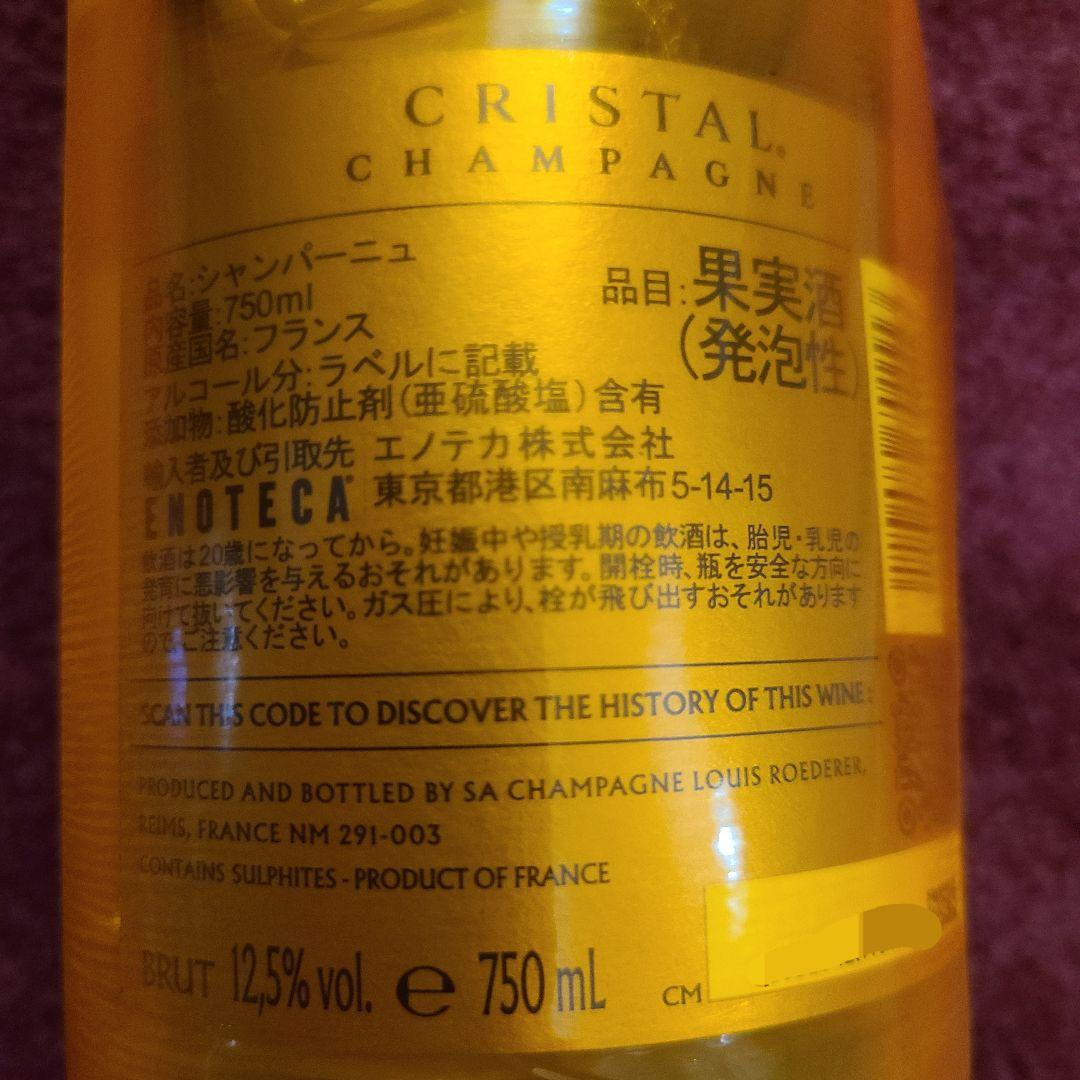 CRISTAL®
CHAMPAGNE
品名:シャンパーニュ
内容量:750ml
原産国名:フランス
アルコール分:ラベルに記載
添加物:酸化防止剤(亜硫酸塩)含有
品目:果実酒
(発泡性)
輸入者及び引取先 エノテカ株式会社
ENOTECA 東京都港区南麻布5-14-15
飲酒は20歳になってから。妊娠中や授乳期の飲酒は、胎児・乳児の
発育に悪影響を与えるおそれがあります。開栓時、瓶を安全な方向に
向けて抜いてください。ガス圧により、栓が飛び出すおそれがあります
のでご注意ください。
SCAN THIS CODE TO DISCOVER THE HISTORY OF THIS WINE :
PRODUCED AND BOTTLED BY SA CHAMPAGNE LOUIS ROEDERER,
REIMS, FRANCE NM 291-003
CONTAINS SULPHITES - PRODUCT OF FRANCE
BRUT 12,5% vol. e 750 mL CM